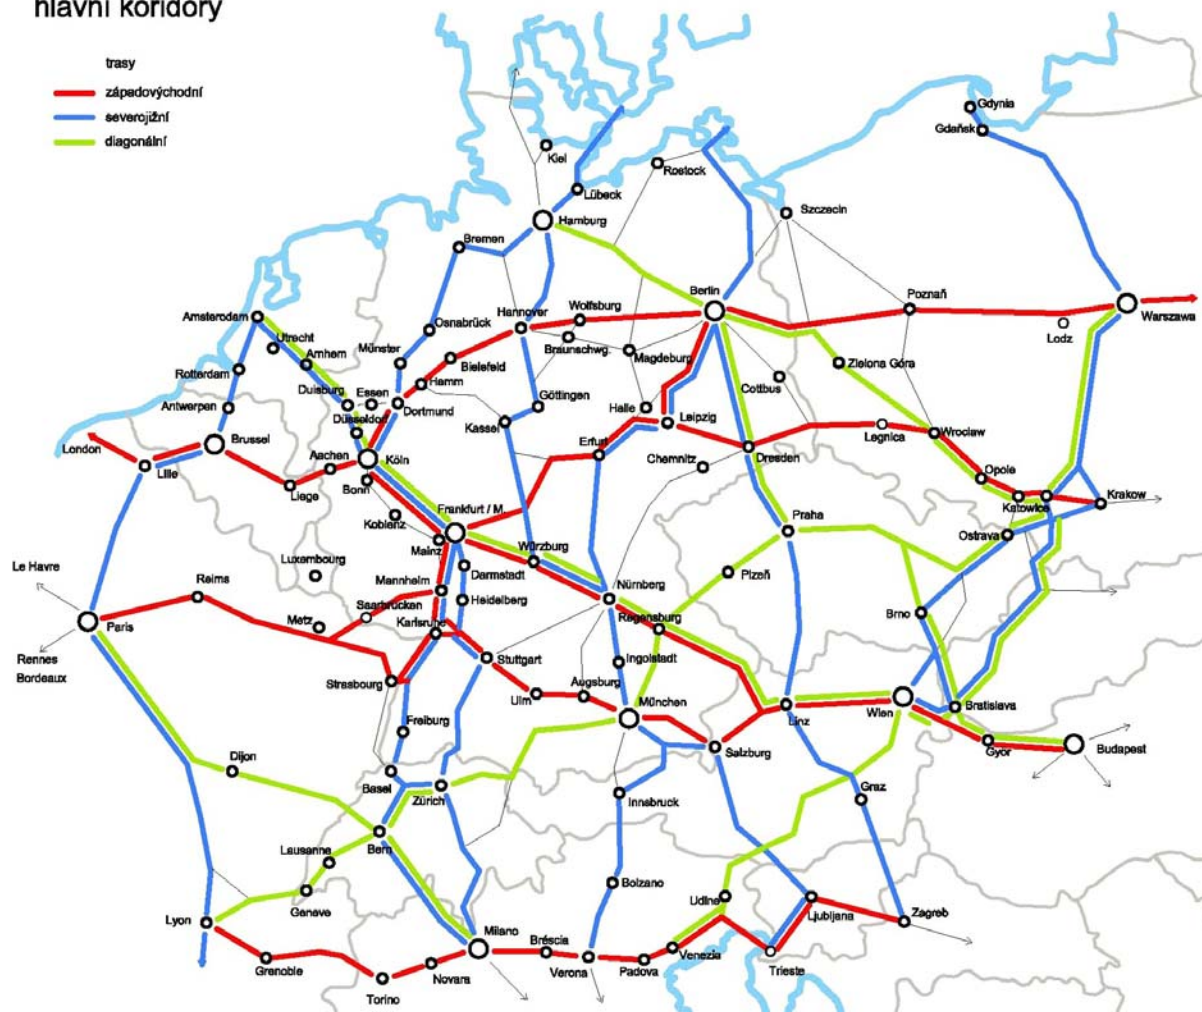 hlavní koridory
trasy
západovýchodní
severojižní
diagonální
Gdynia
Gdańsk
Kiel
Rostock
Lübeck
Szczecin
Hamburg
Bremen
Berlin
Poznaň
Warszawa
Lodz
Amsterodam
Utrecht
Arnhem
Osnabrück
Hannover
Wolfsburg
Braunschwg.
Magdeburg
Münster
Bielefeld
Zielona Góra
Rotterdam
Duisburg
Essen
Hamm
Cottbus
Antwerpen
Düsseldorf
Dortmund
Göttingen
Halle
Leipzig
London
Brussel
Kassel
Legnica
Wroclaw
Lille
Aachen
Köln
Erfurt
Chemnitz
Dresden
Liege
Bonn
Opole
Koblenz
Frankfurt / M.
Katowice
Krakow
Praha
Ostrava
Mainz
Würzburg
Luxembourg
Darmstadt
Le Havre
Reims
Mannheim
Nürnberg
Plzeň
Heidelberg
Saarbrücken
Metz
Karlsruhe
Regensburg
Brno
Paris
Rennes
Bordeaux
Stuttgart
Ingolstadt
Strasbourg
Ulm
Augsburg
München
Linz
Wien
Bratislava
Freiburg
Salzburg
Györ
Budapest
Dijon
Basel
Zürich
Innsbruck
Graz
Bern
Lausanne
Geneve
Bolzano
Udine
Ljubljana
Zagreb
Lyon
Milano
Bréscia
Grenoble
Novara
Verona
Padova
Venezia
Trieste
Torino